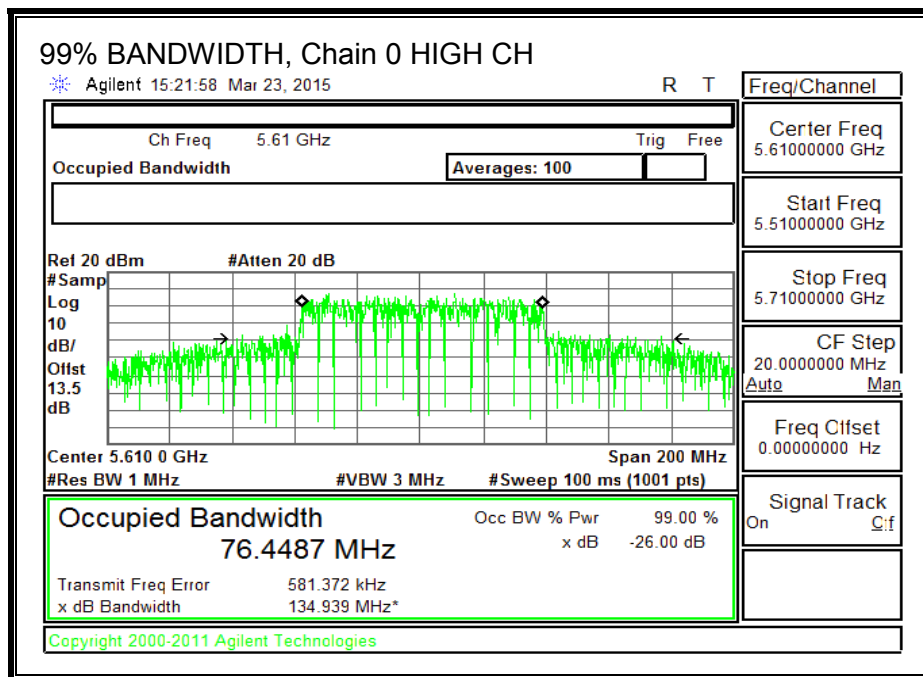 99% BANDWIDTH, Chain 0 HIGH CH
Agilent 15:21:58 Mar 23, 2015 R T
Freq/Channel
Ch Freq 5.61 GHz Trig Free
Occupied Bandwidth Averages: 100
Center Freq
5.61000000 GHz
Start Freq
5.51000000 GHz
Stop Freq
5.71000000 GHz
CF Step
20.0000000 MHz
Auto Man
Freq Offset
0.00000000 Hz
Signal Track
On Off
Ref 20 dBm #Atten 20 dB
#Samp
Log
10
dB/
Offst
13.5
dB
Center 5.610 0 GHz Span 200 MHz
#Res BW 1 MHz #VBW 3 MHz #Sweep 100 ms (1001 pts)
Occupied Bandwidth Occ BW % Pwr 99.00 %
76.4487 MHz x dB -26.00 dB
Transmit Freq Error 581.372 kHz
x dB Bandwidth 134.939 MHz*
Copyright 2000-2011 Agilent Technologies